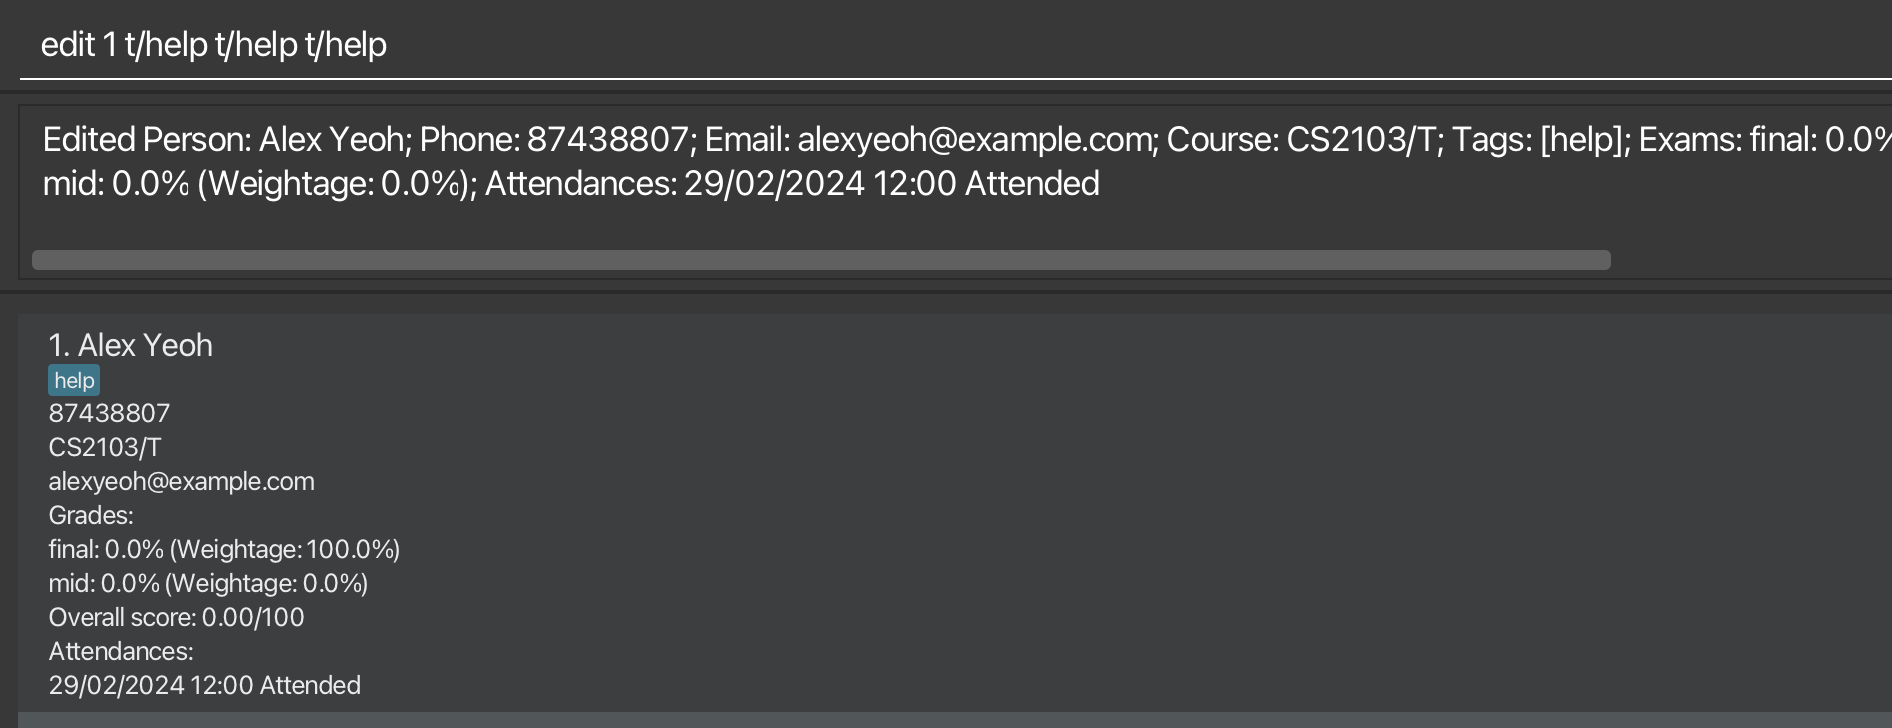 edit 1 t/help t/help t/help
Edited Person: Alex Yeoh; Phone: 87438807; Email: alexyeoh@example.com; Course: CS2103/T; Tags: [help]; Exams: final: 0.0%
mid: 0.0% (Weightage: 0.0%); Attendances: 29/02/2024 12:00 Attended
1. Alex Yeoh
help
87438807
CS2103/T
alexyeoh@example.com
Grades:
final: 0.0% (Weightage: 100.0%)
mid: 0.0% (Weightage: 0.0%)
Overall score: 0.00/100
Attendances:
29/02/2024 12:00 Attended